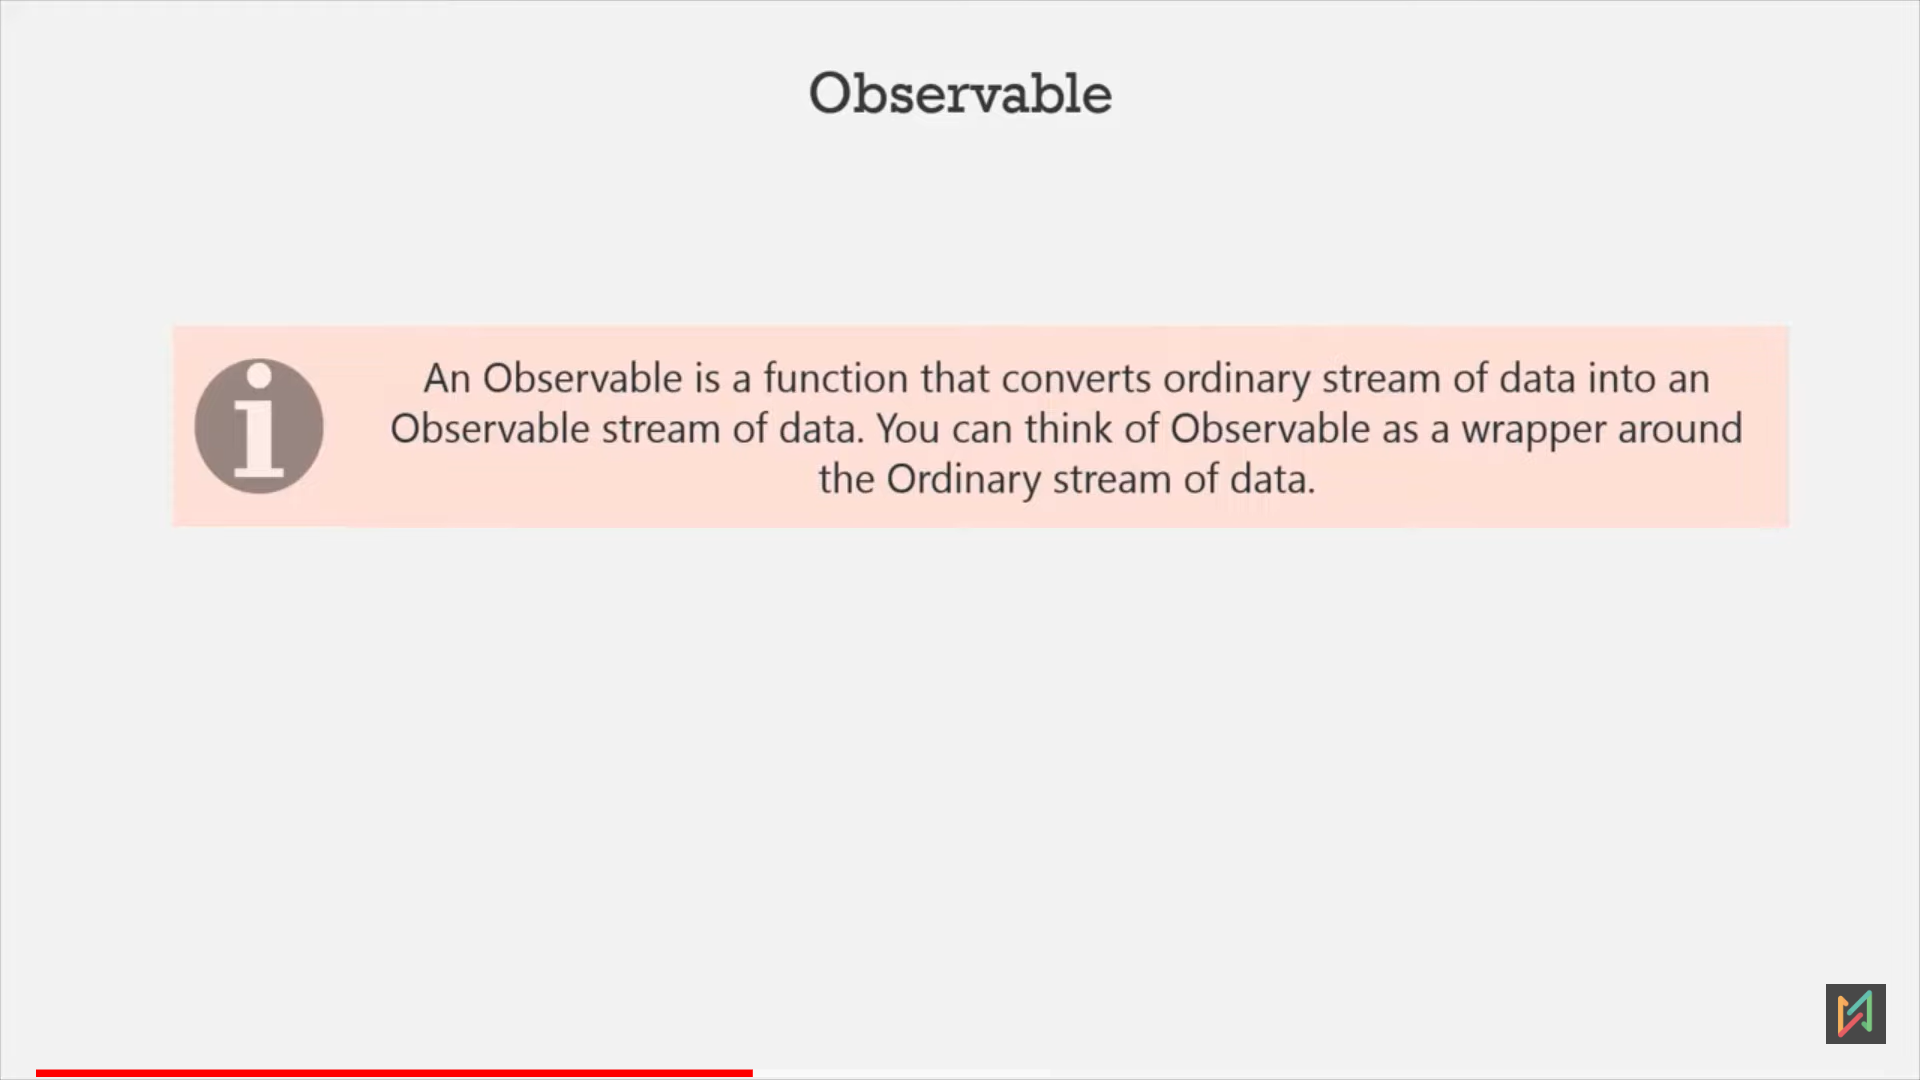 Observable
An Observable is a function that converts ordinary stream of data into an
Observable stream of data. You can think of Observable as a wrapper around
the Ordinary stream of data.